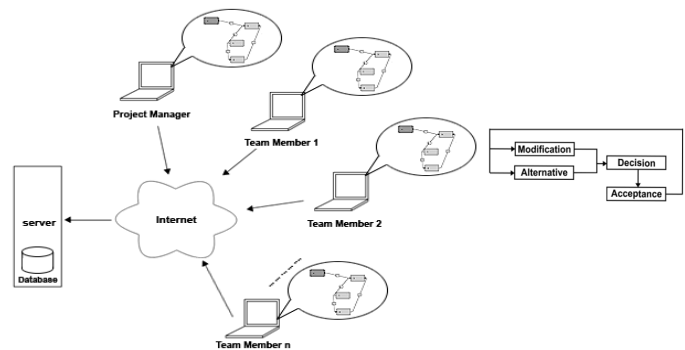 Project Manager
Team Member 1
Modification
Decision
Alternative
Acceptance
Internet
server
Team Member 2
Database
Team Member n